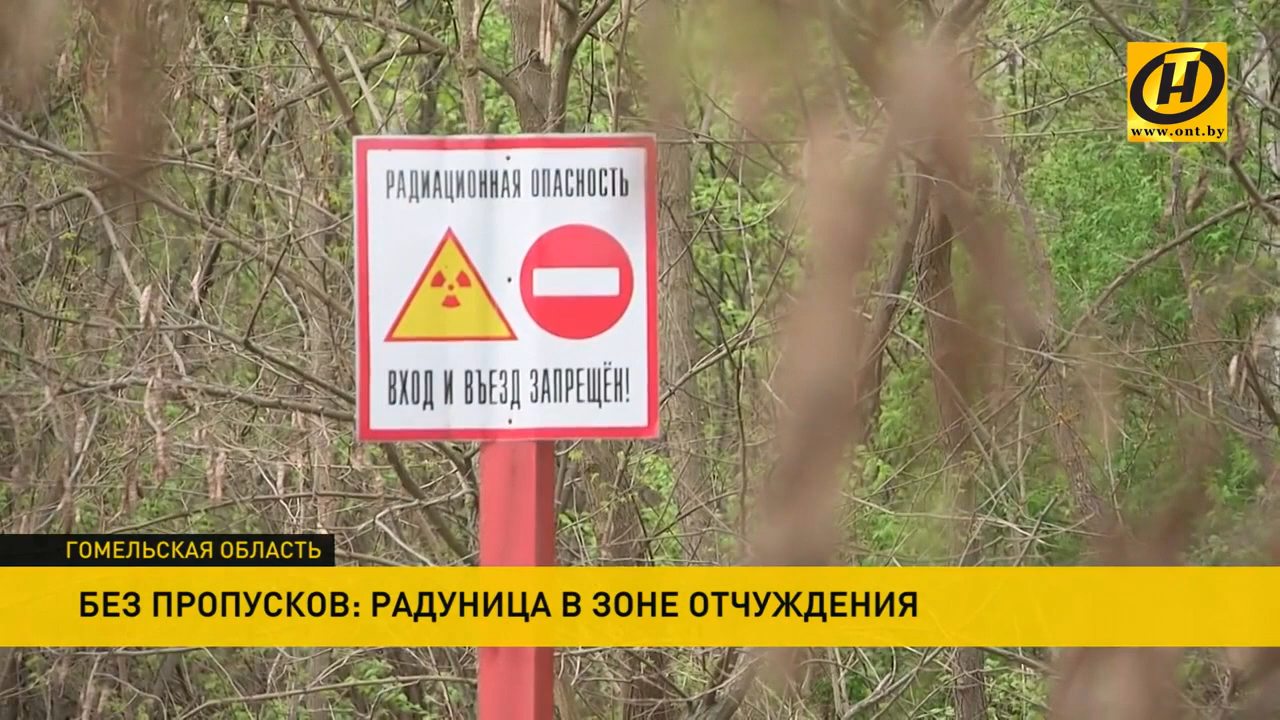 www.ont.by
РАДИАЦИОННАЯ ОПАСНОСТЬ
ВХОД И ВЪЕЗД ЗАПРЕЩЁН!
ГОМЕЛЬСКАЯ ОБЛАСТЬ
БЕЗ ПРОПУСКОВ: РАДУНИЦА В ЗОНЕ ОТЧУЖДЕНИЯ